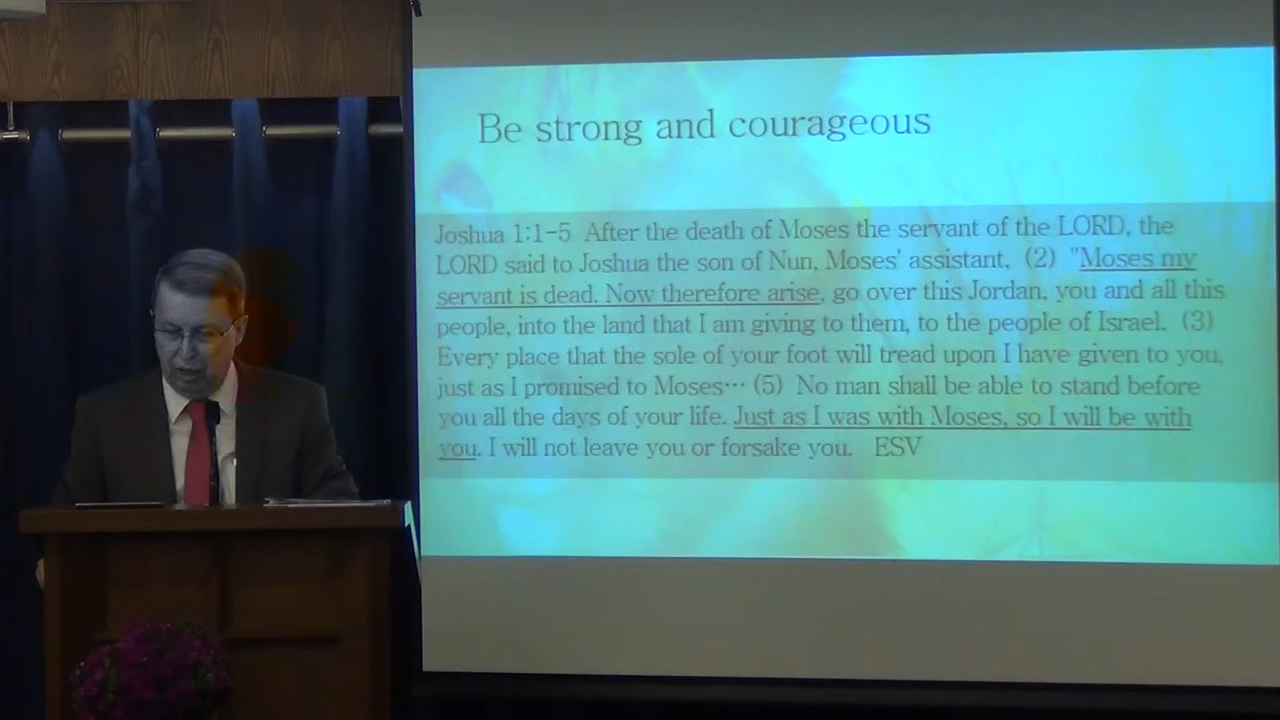 Be strong and courageous
Joshua 1:1-5 After the death of Moses the servant of the LORD, the
LORD said to Joshua the son of Nun, Moses' assistant, (2) "Moses my
servant is dead. Now therefore arise, go over this Jordan, you and all this
people, into the land that I am giving to them, to the people of Israel. (3)
Every place that the sole of your foot will tread upon I have given to you,
just as I promised to Moses… (5) No man shall be able to stand before
you all the days of your life. Just as I was with Moses, so I will be with
you. I will not leave you or forsake you. ESV